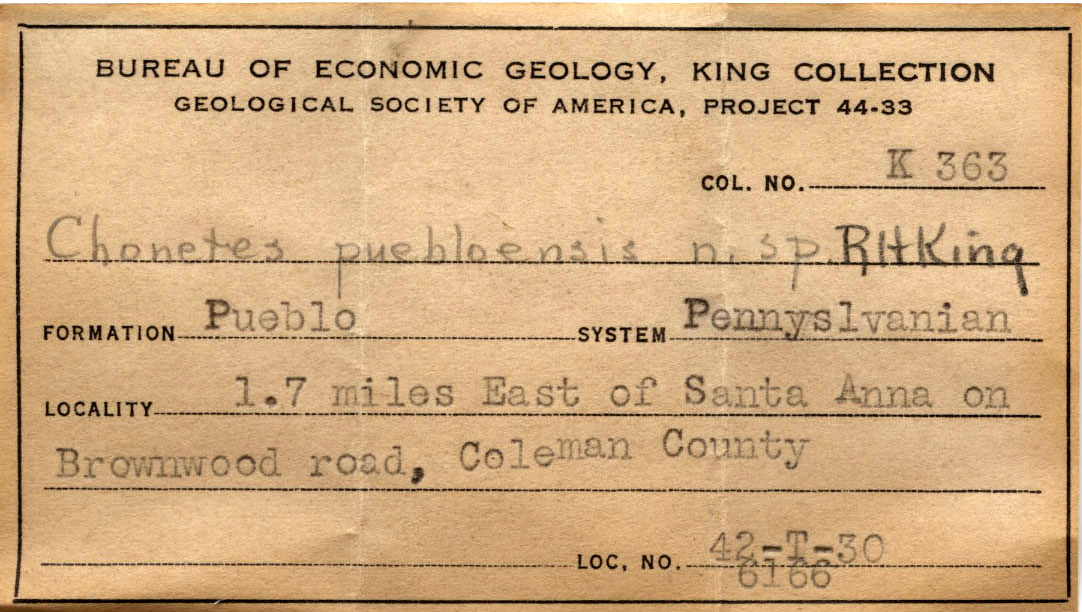 BUREAU OF ECONOMIC GEOLOGY, KING COLLECTION
GEOLOGICAL SOCIETY OF AMERICA, PROJECT 44-33
COL. NO. K 363
Chonetes puebloensis n. sp. RHKing
FORMATION Pueblo SYSTEM Pennyslvanian
LOCALITY 1.7 miles East of Santa Anna on
Brownwood road, Coleman County
LOC, NO. 42-T-30
6166